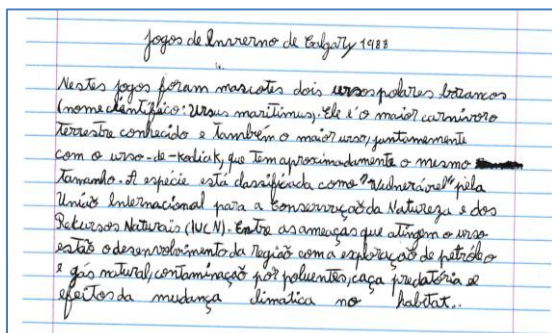 Jogos de Inverno de Calgary 1988
Nestes jogos foram mascotes dois ursos polares brancos
(nome científico: Ursus maritimus). Ele é o maior carnívoro
terrestre conhecido e também o maior urso, juntamemente
com o urso-de-kodiak, que tem aproximadamente o mesmo
tamanho. A espécie está classificada como "Vulnerável" pela
União Internacional para a Conservação da Natureza e dos
Rekursos Naturais (IUCN). Entre as ameaças que atingem o urso
estão o desenvolvimento da região com a exploração de petróleo
e gás natural, contaminação por poluentes, caça predatória e
efeitos da mudança climatica no habitat..